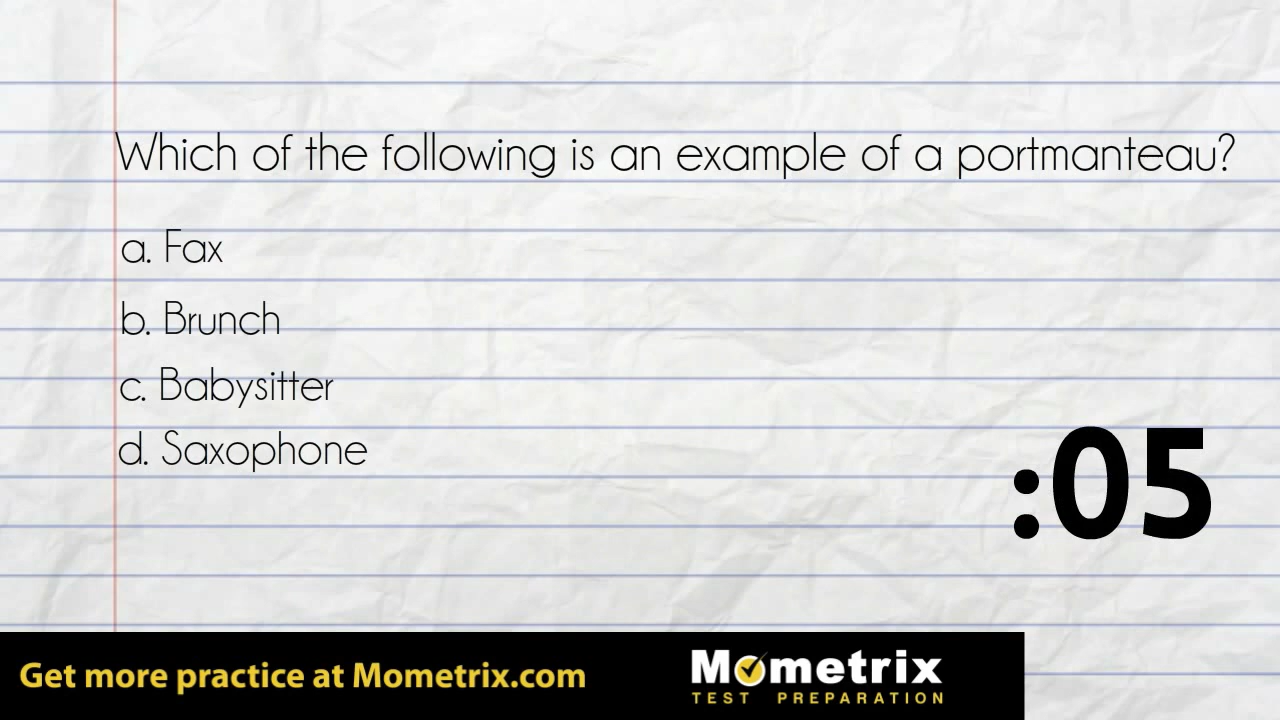 Which of the following is an example of a portmanteau?
a. Fax
b. Brunch
c. Babysitter
d. Saxophone
:05
Get more practice at Mometrix.com
Mometrix
TEST PREPARATION